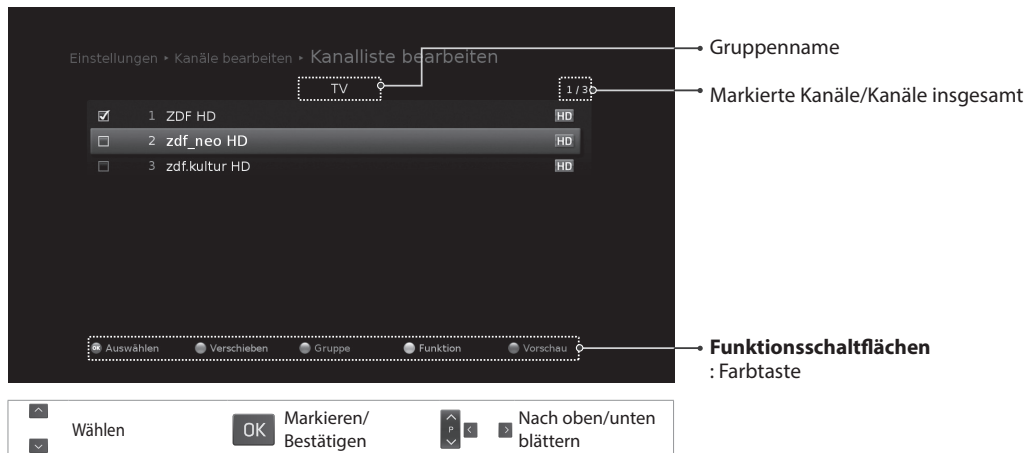 Einstellungen ▸ Kanäle bearbeiten ▸ Kanalliste bearbeiten
TV
1 / 3
1 ZDF HD HD
2 zdf_neo HD HD
3 zdf.kultur HD HD
OK Auswählen Verschieben Gruppe Funktion Vorschau
Gruppenname
Markierte Kanäle/Kanäle insgesamt
Funktionsschaltflächen
: Farbtaste
Wählen
OK
Markieren/
Bestätigen
P
Nach oben/unten
blättern